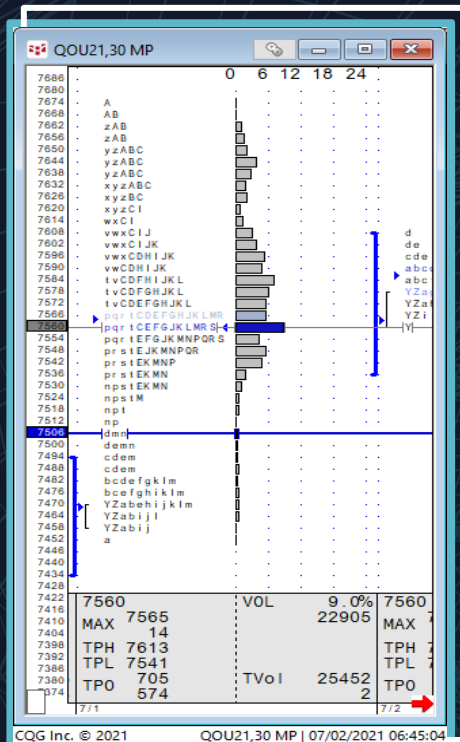 QOU21,30 MP
0 6 12 18 24
7686
7680
7674 A
7668 AB
7662 zAB
7656 zAB
7650 yzABC
7644 yzABC
7638 yzABC
7632 xyzABC
7626 xyzBC
7620 xyzCI
7614 wxCI
7608 vwxCIJ d
7602 vwxCIJK de
7596 vwxCDHIJK cde
7590 vwCDHIJK abcd
7584 tvCDFHIJKL abc
7578 tvCDFGHJKL YZa
7572 tvCDEFGHJKL YZa
7566 pqrtCDEFGHJKLMR YZi
7560 pqrtCEFGJKLMRS Y
7554 pqrtEFGJKMNPQRS
7548 prstEJKMNPQR
7542 prstEKMNP
7536 prstEKMN
7530 npstEKMN
7524 npstM
7518 npt
7512 np
7506 dmn
7500 demn
7494 cdem
7488 cdem
7482 bcdefgklm
7476 bcefghiklm
7470 YZabehijklm
7464 YZabijl
7458 YZabij
7452 a
7446
7440
7434
7428
7422 7560 VOL 9.0% 7560
7416 MAX 7565 22905 MAX
7410 14
7404
7398 TPH 7613 TPH
7392 TPL 7541 TPL
7386 TPO 705 TVol 25452 TPO
7380 574 2
7374
7/1 7/2
CQG Inc. © 2021 QOU21,30 MP | 07/02/2021 06:45:04